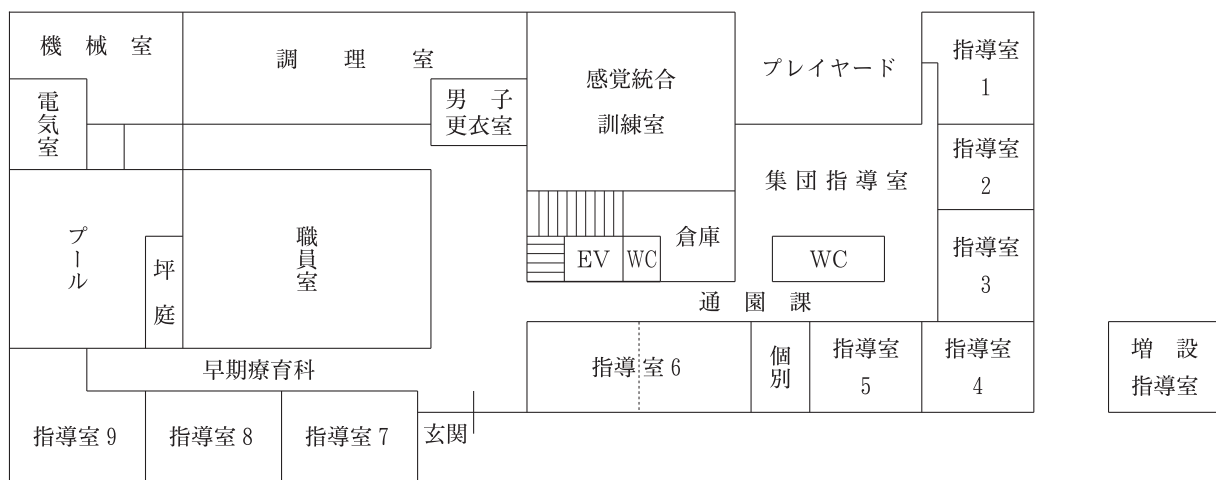 機械室
調理室
感覚統合
訓練室
プレイヤード
指導室
1
電気室
男子
更衣室
指導室
2
集団指導室
プール
坪庭
職員室
倉庫
EV
WC
WC
指導室
3
通園課
早期療育科
指導室6
個別
指導室
5
指導室
4
増設
指導室
指導室9
指導室8
指導室7
玄関